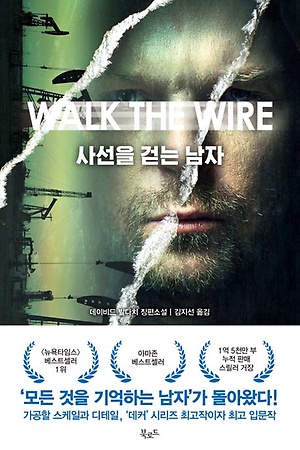 WALK THE WIRE
사선을 걷는 남자
데이비드 발다치 장편소설 | 김지선 옮김
《뉴욕타임스》
베스트셀러
1위
아마존
베스트셀러
1억 5천만 부
누적 판매
스릴러 거장
‘모든 것을 기억하는 남자’가 돌아왔다!
가공할 스케일과 디테일, ‘데커’ 시리즈 최고작이자 최고 입문작
북로드